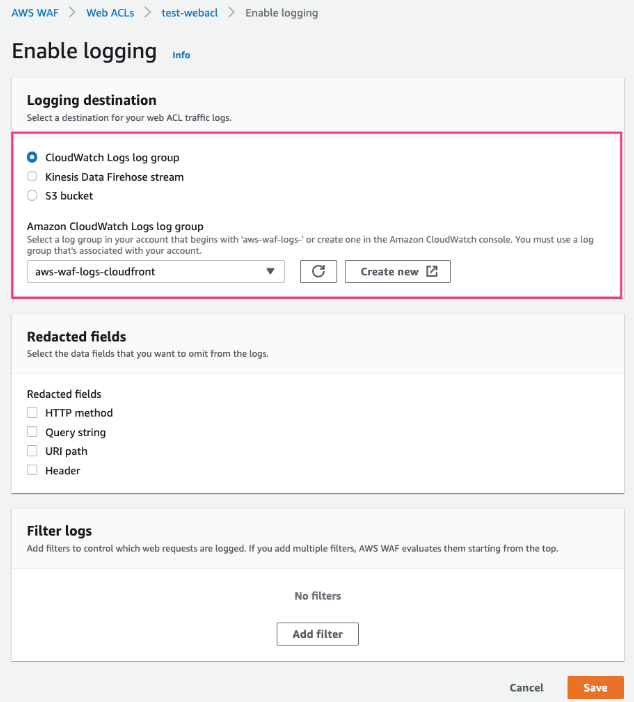 AWS WAF > Web ACLs > test-webacl > Enable logging
Enable logging Info
Logging destination
Select a destination for your web ACL traffic logs.
CloudWatch Logs log group
Kinesis Data Firehose stream
S3 bucket
Amazon CloudWatch Logs log group
Select a log group in your account that begins with 'aws-waf-logs-' or create one in the Amazon CloudWatch console. You must use a log
group that's associated with your account.
aws-waf-logs-cloudfront Create new
Redacted fields
Select the data fields that you want to omit from the logs.
Redacted fields
HTTP method
Query string
URI path
Header
Filter logs
Add filters to control which web requests are logged. If you add multiple filters, AWS WAF evaluates them starting from the top.
No filters
Add filter
Cancel Save